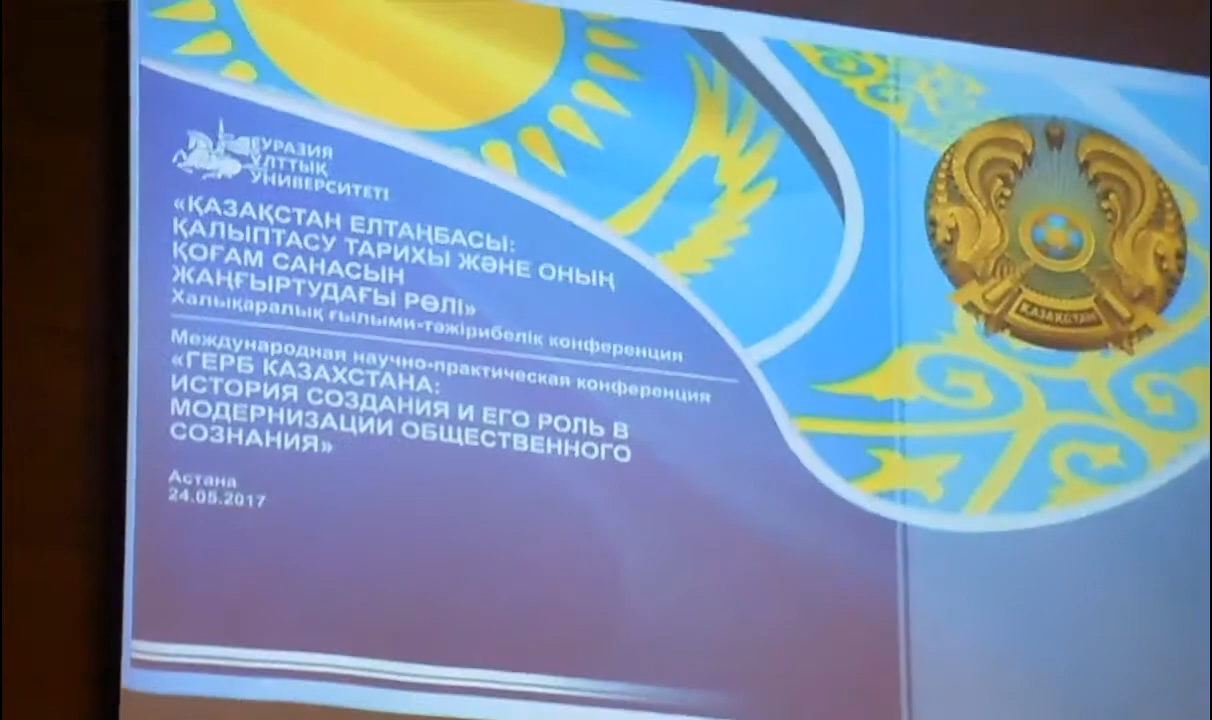 ЕУРАЗИЯ
ҰЛТТЫҚ
УНИВЕРСИТЕТІ
«ҚАЗАҚСТАН ЕЛТАҢБАСЫ:
ҚАЛЫПТАСУ ТАРИХЫ ЖӘНЕ ОНЫҢ
ҚОҒАМ САНАСЫН
ЖАҢҒЫРТУДАҒЫ РӨЛІ»
Халықаралық ғылыми-тәжірибелік конференция
Международная научно-практическая конференция
«ГЕРБ КАЗАХСТАНА:
ИСТОРИЯ СОЗДАНИЯ И ЕГО РОЛЬ В
МОДЕРНИЗАЦИИ ОБЩЕСТВЕННОГО
СОЗНАНИЯ»
Астана
24.05.2017
ҚАЗАҚСТАН